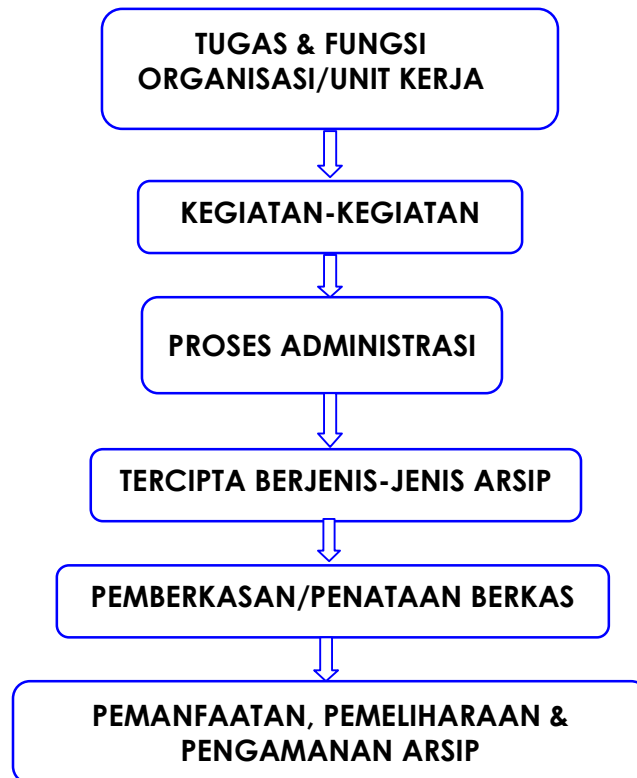 TUGAS & FUNGSI
ORGANISASI/UNIT KERJA
KEGIATAN-KEGIATAN
PROSES ADMINISTRASI
TERCIPTA BERJENIS-JENIS ARSIP
PEMBERKASAN/PENATAAN BERKAS
PEMANFAATAN, PEMELIHARAAN &
PENGAMANAN ARSIP